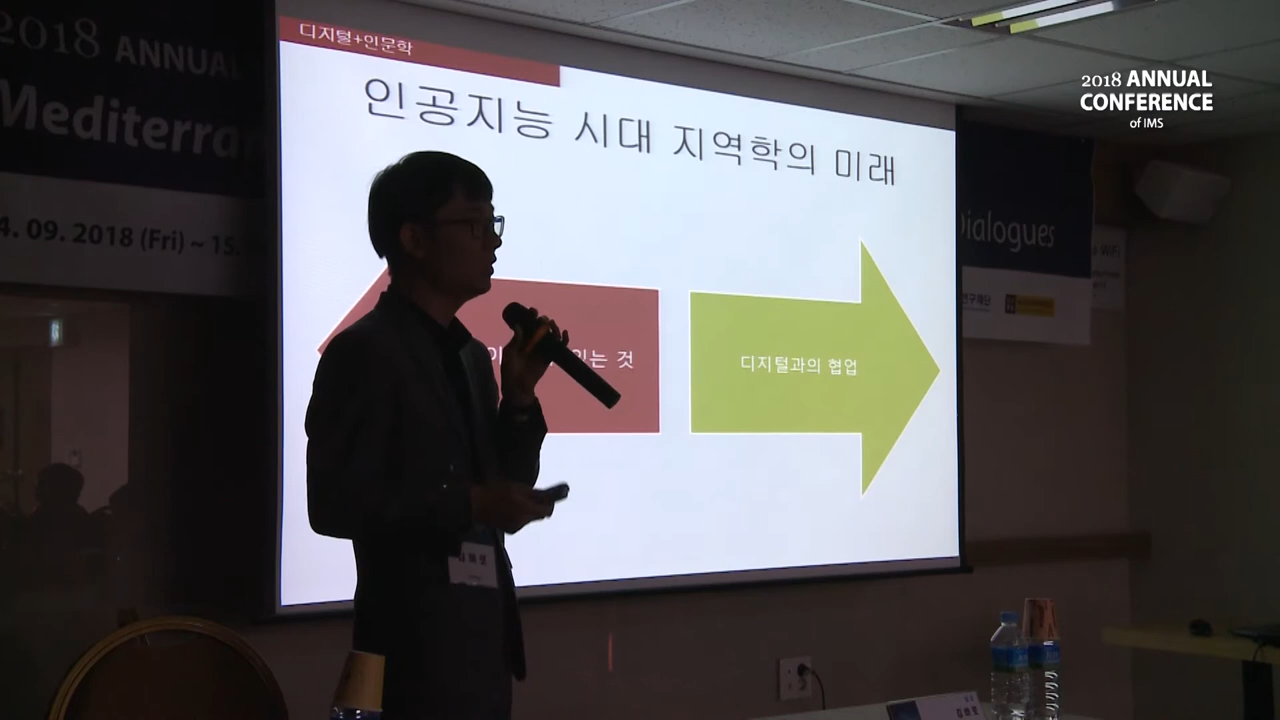 2018 ANNUAL
CONFERENCE
of IMS
2018 ANNUAL
4. 09. 2018 (Fri) ~ 15.
디지털+인문학
인공지능 시대 지역학의 미래
있는 것
디지털과의 협업
Dialogues
WiFi